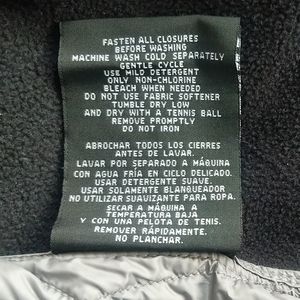 FASTEN ALL CLOSURES
BEFORE WASHING
MACHINE WASH COLD SEPARATELY
GENTLE CYCLE
USE MILD DETERGENT
ONLY NON-CHLORINE
BLEACH WHEN NEEDED
DO NOT USE FABRIC SOFTENER
TUMBLE DRY LOW
AND DRY WITH A TENNIS BALL
REMOVE PROMPTLY
DO NOT IRON
ABROCHAR TODOS LOS CIERRES
ANTES DE LAVAR.
LAVAR POR SEPARADO A MÁQUINA
CON AGUA FRÍA EN CICLO DELICADO.
USAR DETERGENTE SUAVE.
USAR SOLAMENTE BLANQUEADOR
NO UTILIZAR SUAVIZANTE PARA ROPA.
SECAR A MÁQUINA A
TEMPERATURA BAJA
Y CON UNA PELOTA DE TENIS.
REMOVER RÁPIDAMENTE.
NO PLANCHAR.